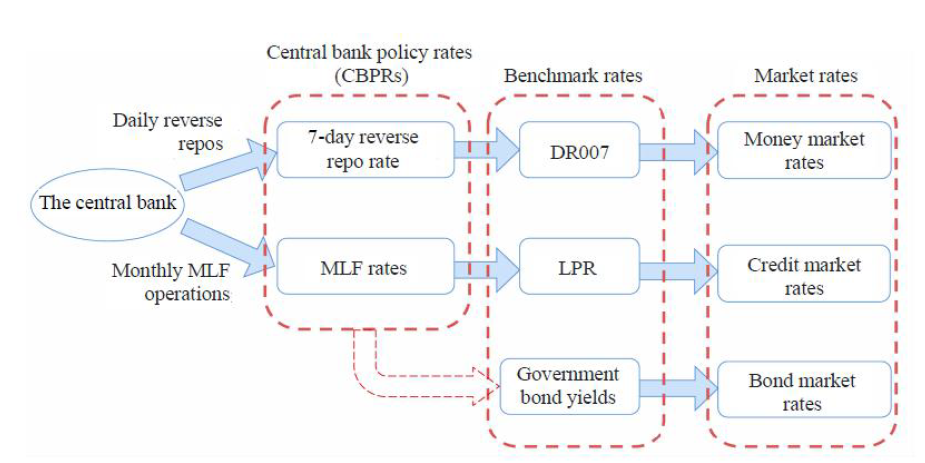 Central bank policy rates
(CBPRs)
Benchmark rates
Market rates
Daily reverse
repos
7-day reverse
repo rate
DR007
Money market
rates
The central bank
Monthly MLF
operations
MLF rates
LPR
Credit market
rates
Government
bond yields
Bond market
rates